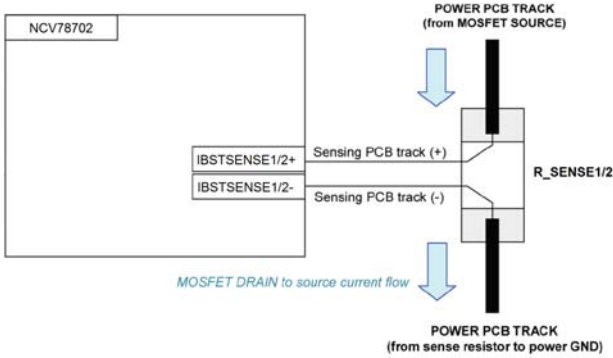 POWER PCB TRACK
(from MOSFET SOURCE)
NCV78702
IBSTSENSE1/2+
Sensing PCB track (+)
R_SENSE1/2
IBSTSENSE1/2-
Sensing PCB track (-)
MOSFET DRAIN to source current flow
POWER PCB TRACK
(from sense resistor to power GND)